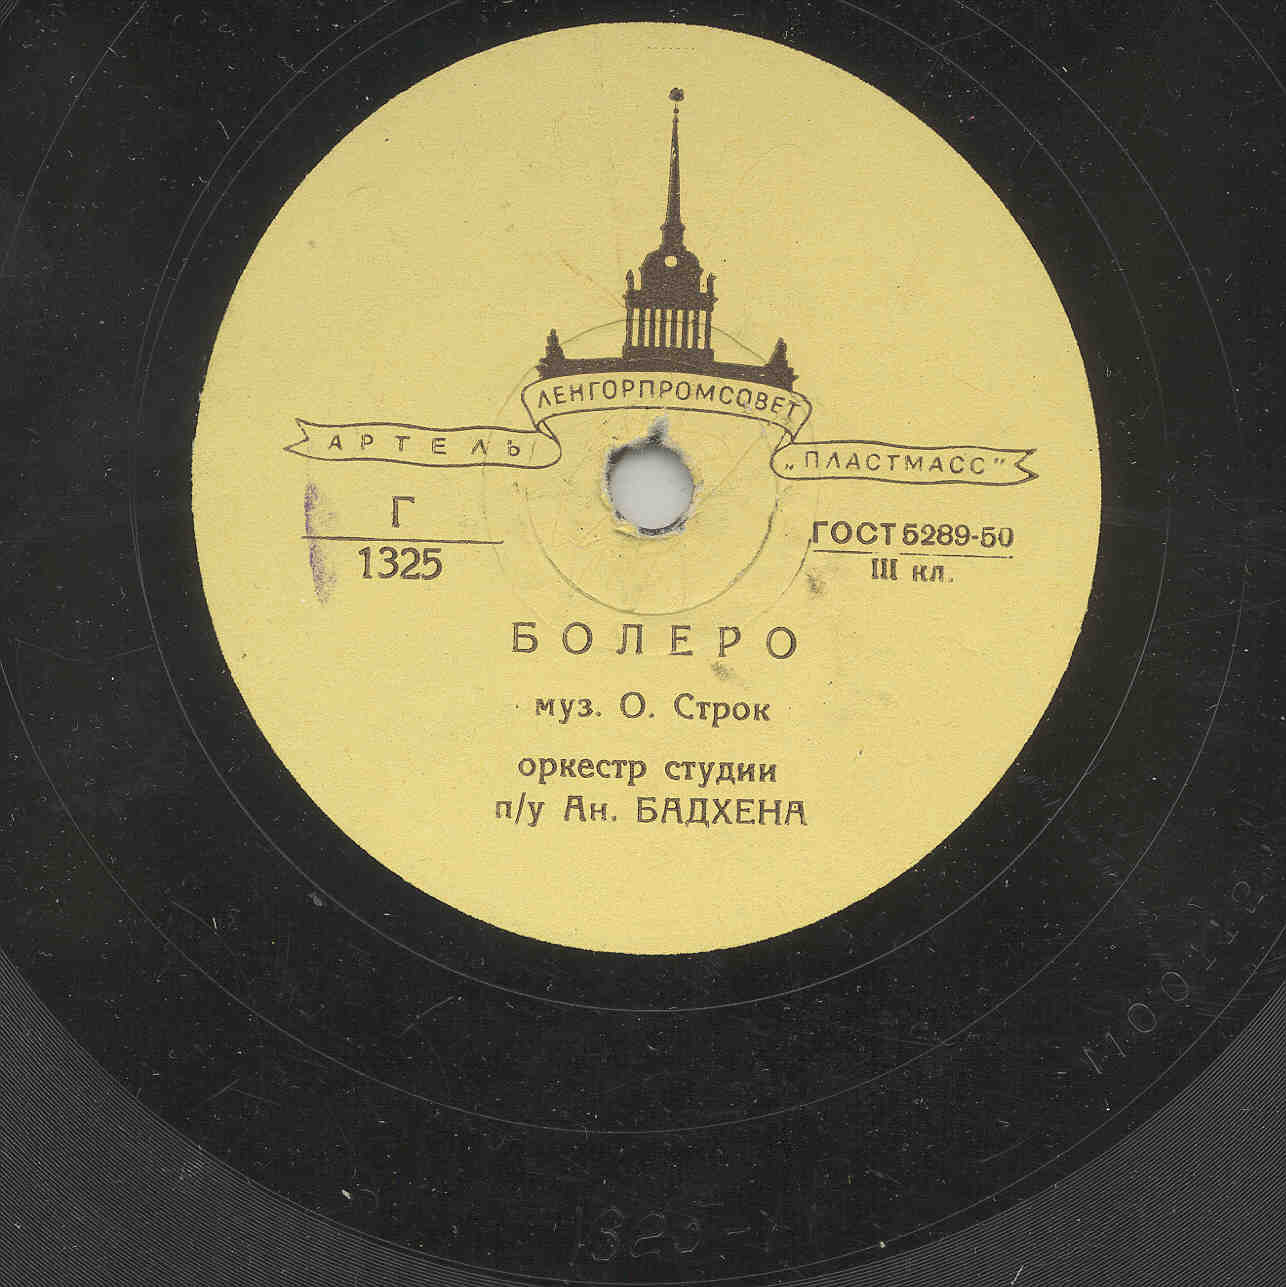 ЛЕНГОРПРОМСОВЕТ
АРТЕЛЬ
„ПЛАСТМАСС"
Г
1325
ГОСТ 5289-50
III кл.
БОЛЕРО
муз. О. Строк
оркестр студии
п/у Ан. БАДХЕНА